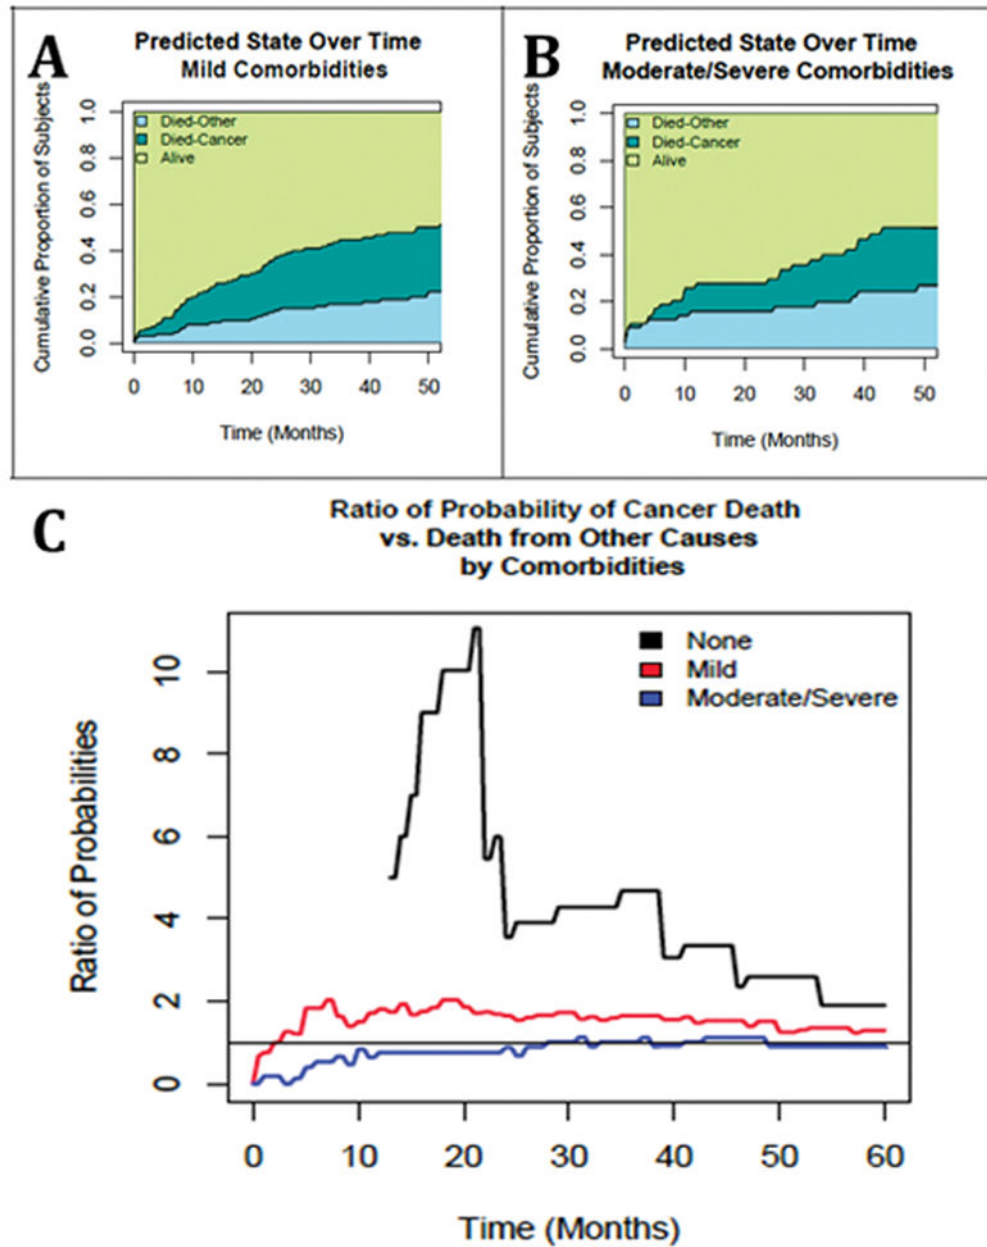 A
Predicted State Over Time
Mild Comorbidities
Cumulative Proportion of Subjects
1.0
0.8
0.6
0.4
0.2
0.0
Died-Other
Died-Cancer
Alive
0 10 20 30 40 50
Time (Months)
B
Predicted State Over Time
Moderate/Severe Comorbidities
Cumulative Proportion of Subjects
1.0
0.8
0.6
0.4
0.2
0.0
Died-Other
Died-Cancer
Alive
0 10 20 30 40 50
Time (Months)
C
Ratio of Probability of Cancer Death
vs. Death from Other Causes
by Comorbidities
Ratio of Probabilities
10
8
6
4
2
0
None
Mild
Moderate/Severe
0 10 20 30 40 50 60
Time (Months)